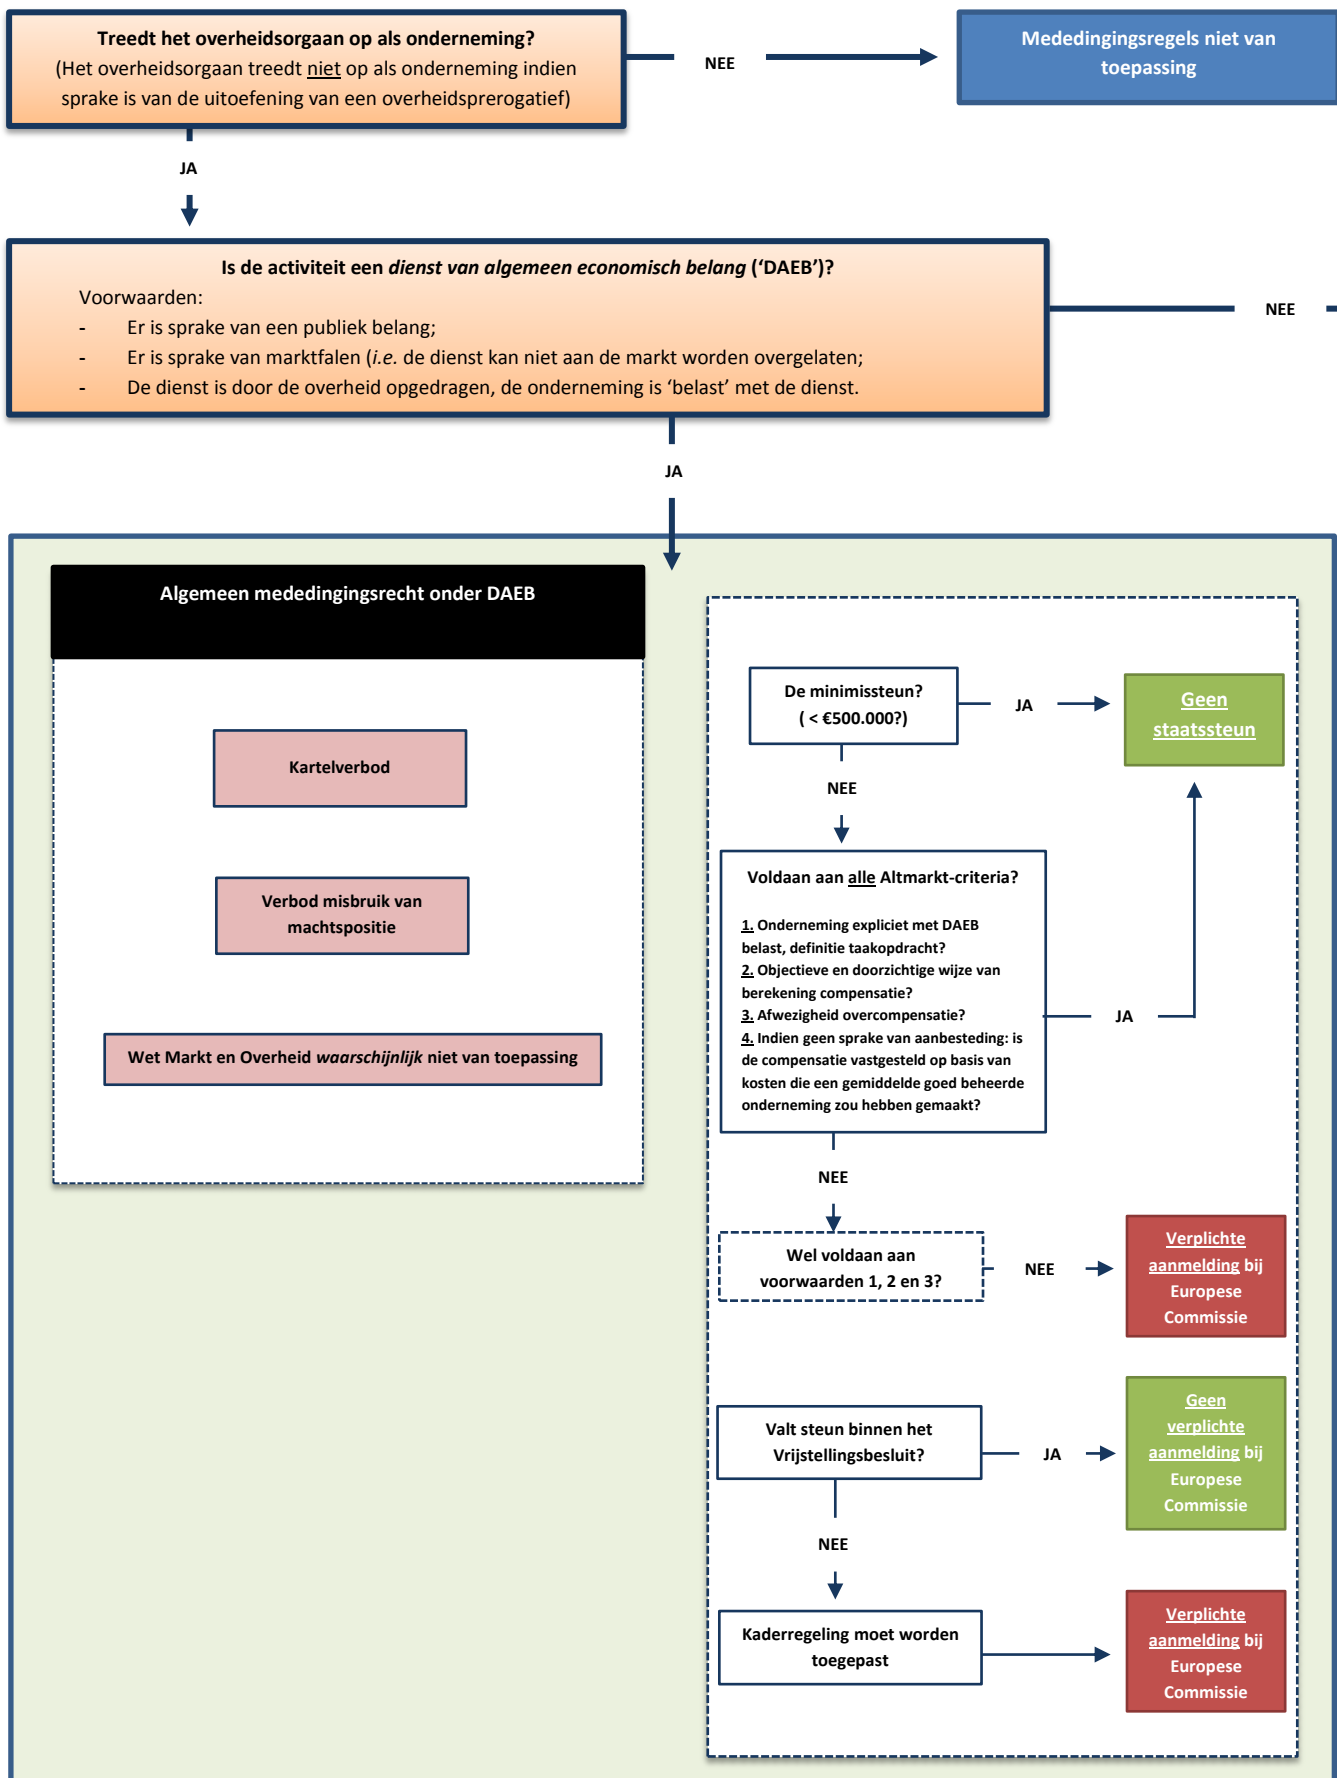 Treedt het overheidsorgaan op als onderneming?
(Het overheidsorgaan treedt niet op als onderneming indien
sprake is van de uitoefening van een overheidsprerogatief)
NEE
Mededingingsregels niet van
toepassing
JA
Is de activiteit een dienst van algemeen economisch belang (‘DAEB’)?
Voorwaarden:
- Er is sprake van een publiek belang;
- Er is sprake van marktfalen (i.e. de dienst kan niet aan de markt worden overgelaten;
- De dienst is door de overheid opgedragen, de onderneming is ‘belast’ met de dienst.
NEE
JA
Algemeen mededingingsrecht onder DAEB
Kartelverbod
Verbod misbruik van
machtspositie
Wet Markt en Overheid waarschijnlijk niet van toepassing
De minimissteun?
( < €500.000?)
JA
Geen
staatssteun
NEE
Voldaan aan alle Altmarkt-criteria?
1. Onderneming expliciet met DAEB
belast, definitie taakopdracht?
2. Objectieve en doorzichtige wijze van
berekening compensatie?
3. Afwezigheid overcompensatie?
4. Indien geen sprake van aanbesteding: is
de compensatie vastgesteld op basis van
kosten die een gemiddelde goed beheerde
onderneming zou hebben gemaakt?
JA
NEE
Wel voldaan aan
voorwaarden 1, 2 en 3?
NEE
Verplichte
aanmelding bij
Europese
Commissie
Valt steun binnen het
Vrijstellingsbesluit?
JA
Geen
verplichte
aanmelding bij
Europese
Commissie
NEE
Kaderregeling moet worden
toegepast
Verplichte
aanmelding bij
Europese
Commissie